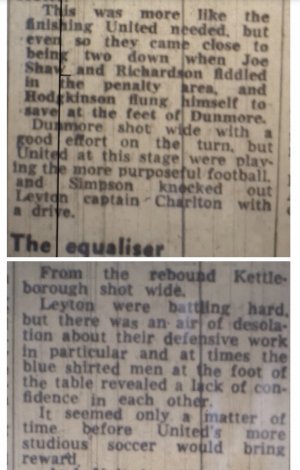 This was more like the
finishing United needed, but
even so they came close to
being two down when Joe
Shaw and Richardson fiddled
in the penalty area, and
Hodgkinson flung himself to
save at the feet of Dunmore.
Dunmore shot wide with a
good effort on the turn, but
United at this stage were play-
ing the more purposeful football,
and Simpson knocked out
Leyton captain Charlton with
a drive.
The equaliser
From the rebound Kettle-
borough shot wide.
Leyton were battling hard,
but there was an air of desola-
tion about their defensive work
in particular and at times the
blue shirted men at the foot of
the table revealed a lack of con-
fidence in each other.
It seemed only a matter of
time before United's more
studious soccer would bring
reward